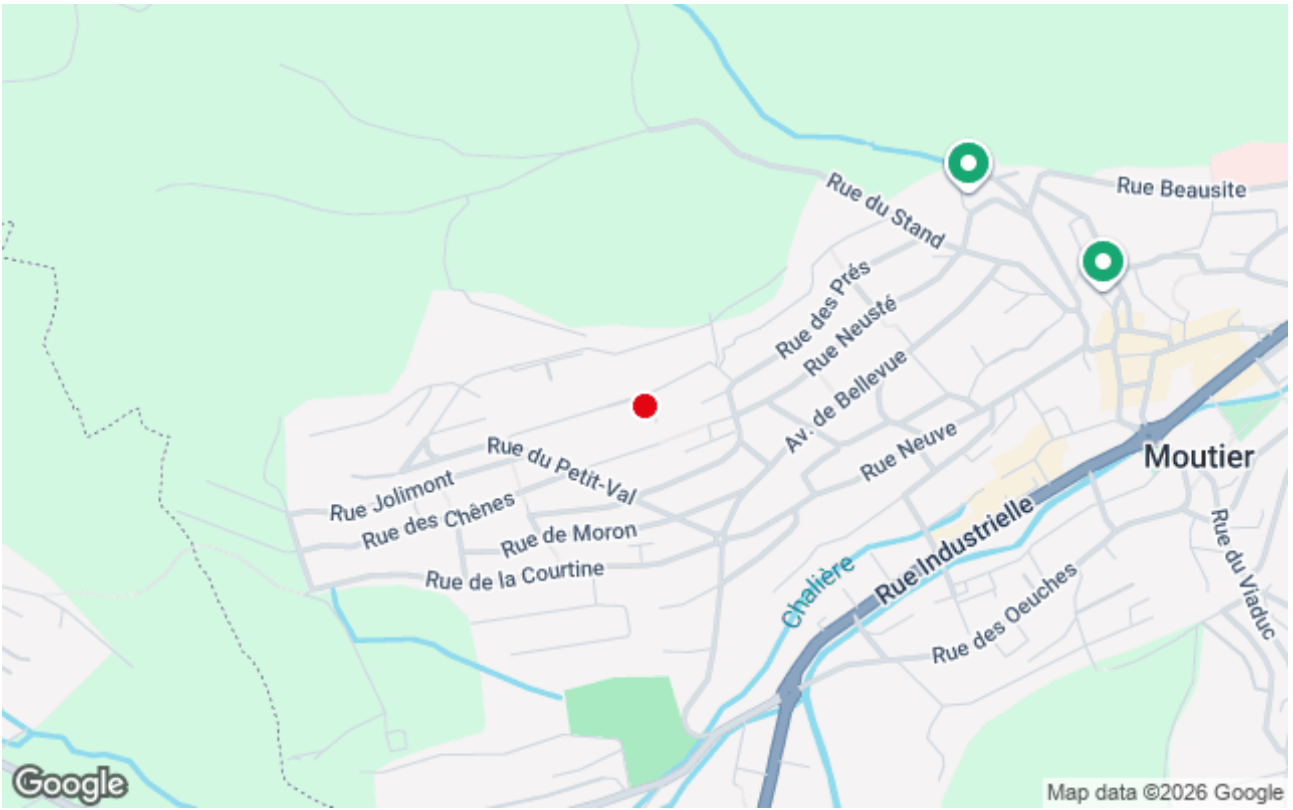 Rue Beausite
Rue du Stand
Rue des Prés
Rue Neusté
Av. de Bellevue
Rue Neuve
Moutier
Rue du Petit-Val
Rue Jolimont
Rue des Chênes
Rue de Moron
Rue de la Courtine
Chalière
Rue Industrielle
Rue des Oeuches
Rue du Viaduc
Google
Map data ©2026 Google